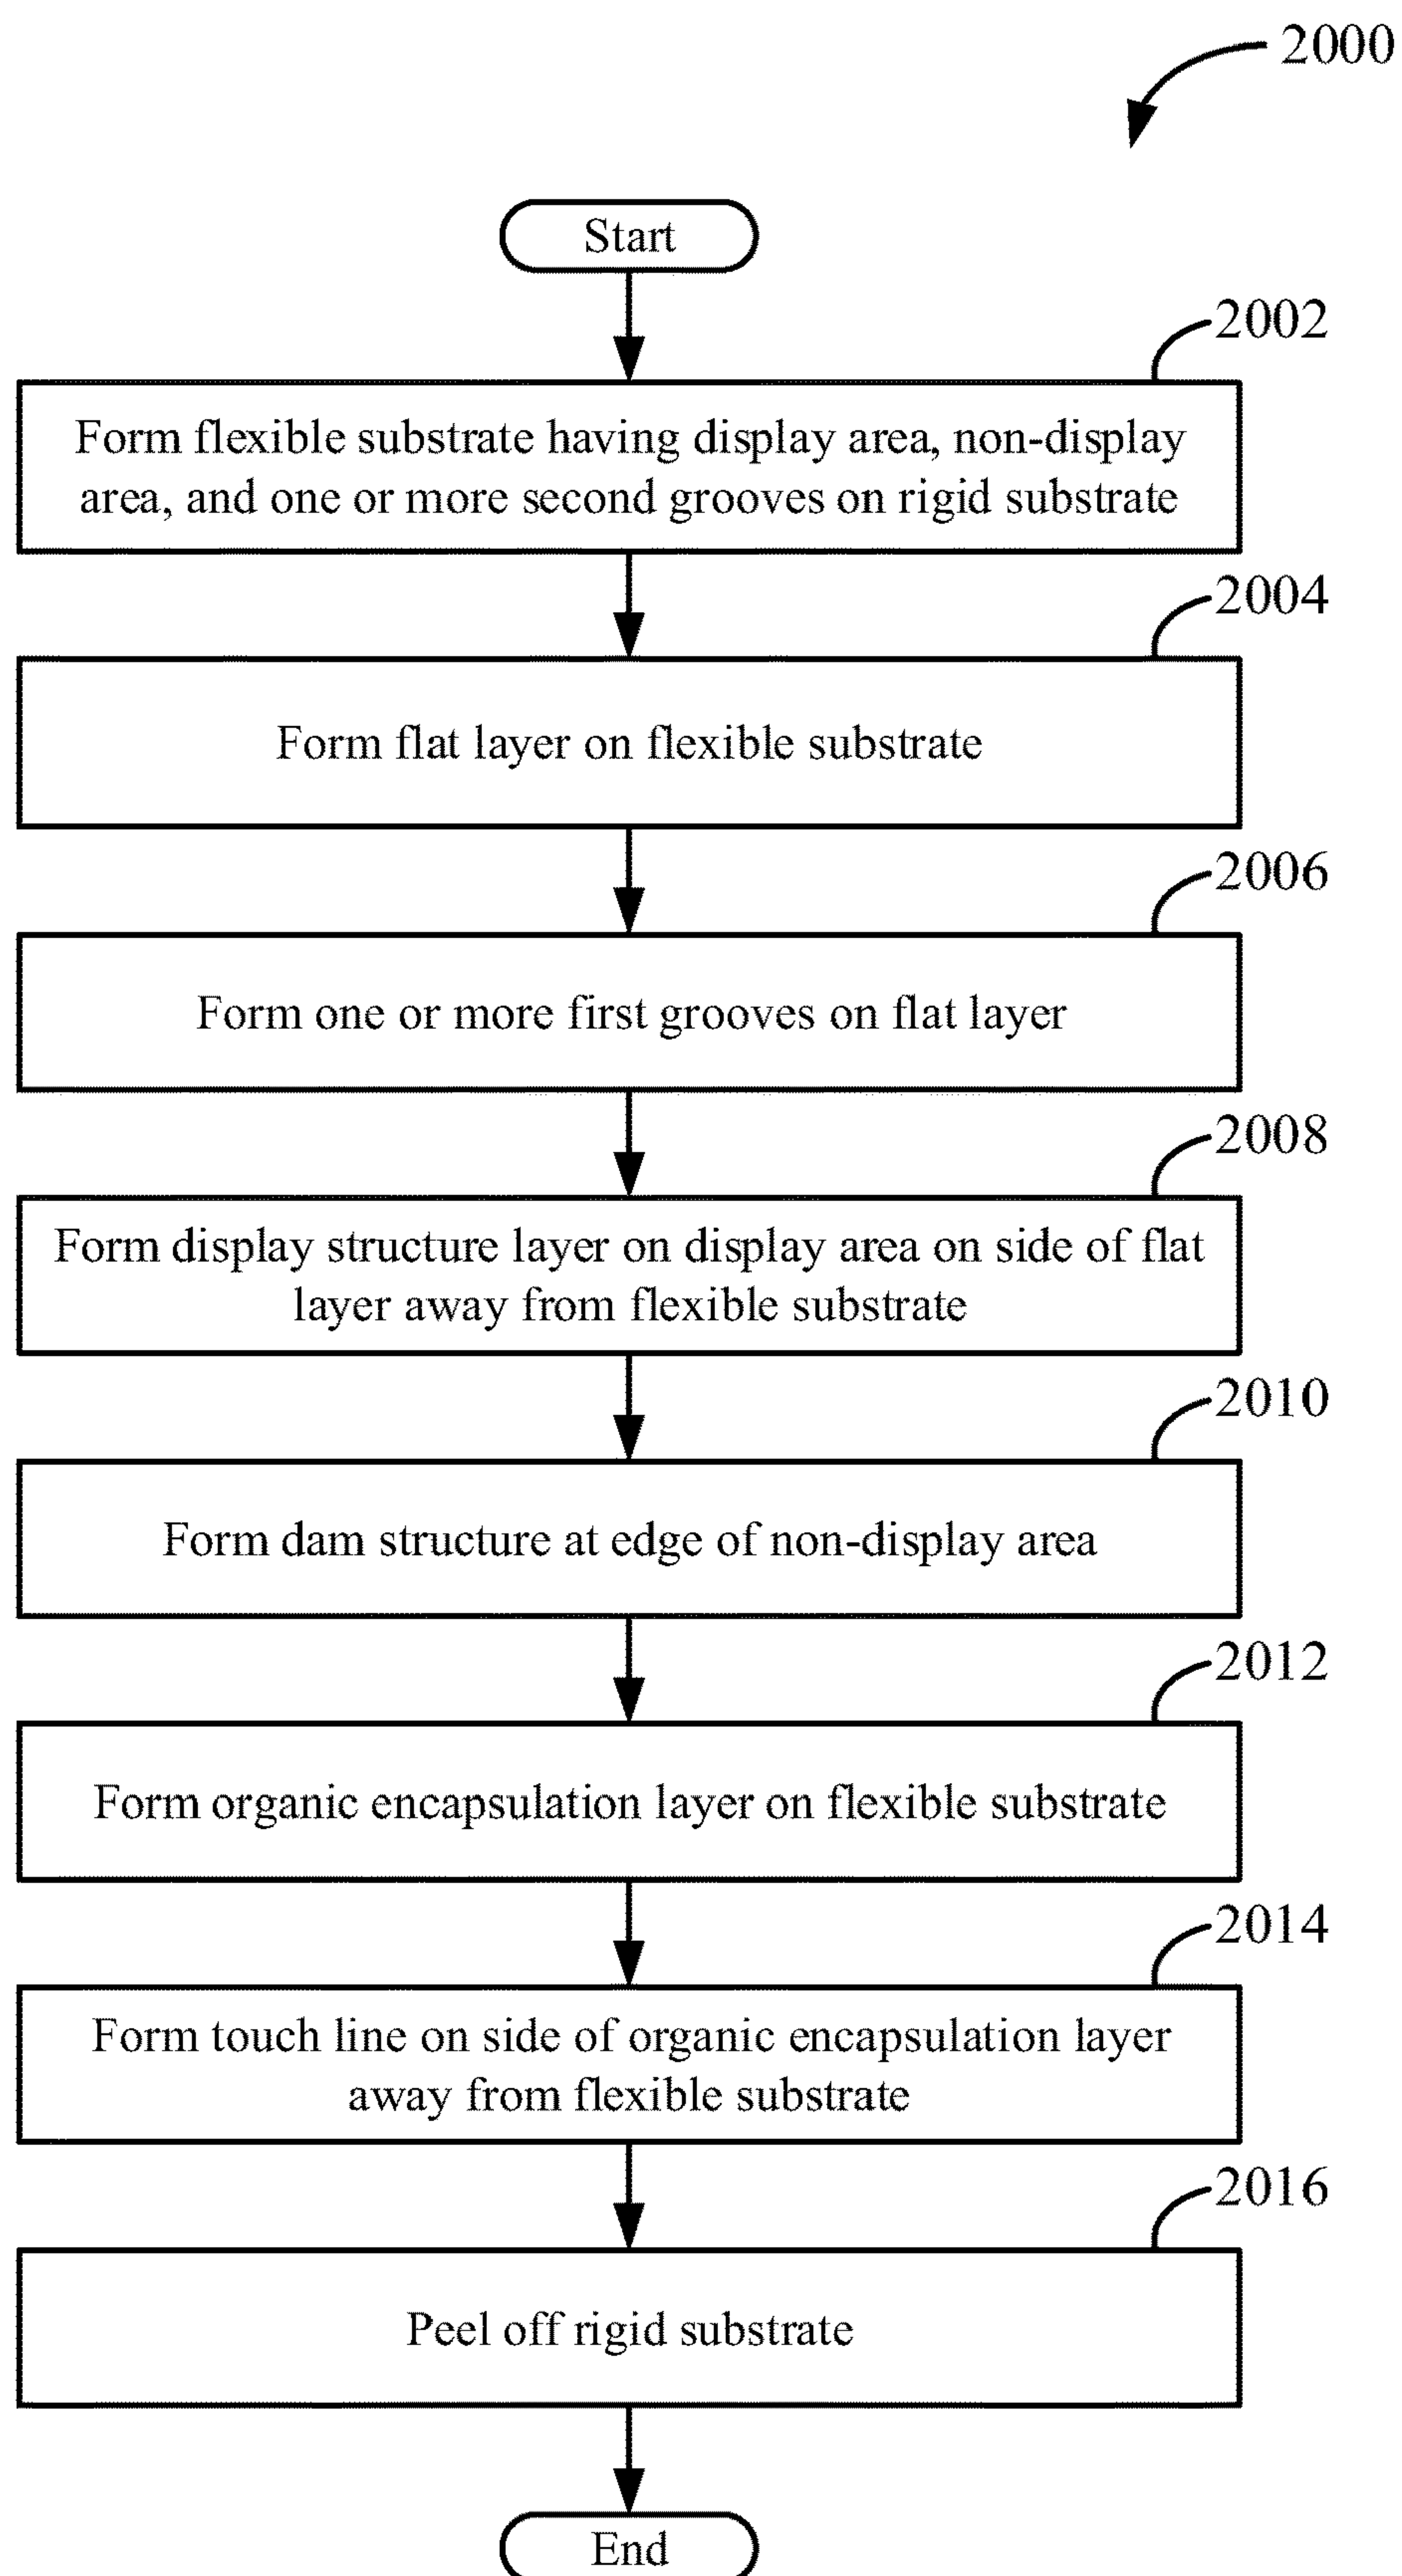 2000
Start
2002
Form flexible substrate having display area, non-display
area, and one or more second grooves on rigid substrate
2004
Form flat layer on flexible substrate
2006
Form one or more first grooves on flat layer
2008
Form display structure layer on display area on side of flat
layer away from flexible substrate
2010
Form dam structure at edge of non-display area
2012
Form organic encapsulation layer on flexible substrate
2014
Form touch line on side of organic encapsulation layer
away from flexible substrate
2016
Peel off rigid substrate
End